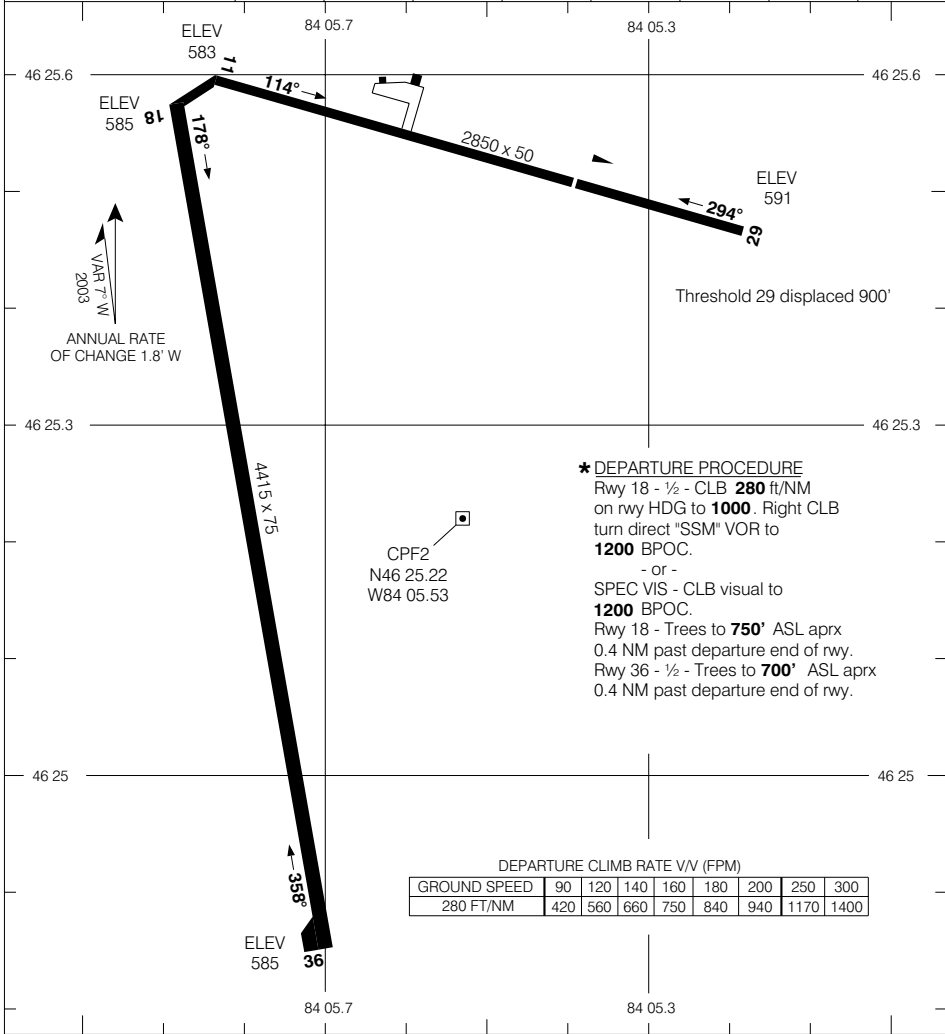 84 05.7
84 05.3
ELEV
583
11
46 25.6
46 25.6
114°
ELEV
585
18
178°
2850 x 50
ELEV
591
294°
29
VAR 7° W
2003
Threshold 29 displaced 900'
ANNUAL RATE
OF CHANGE 1.8' W
46 25.3
46 25.3
4415 x 75
* DEPARTURE PROCEDURE
Rwy 18 - ½ - CLB 280 ft/NM
on rwy HDG to 1000. Right CLB
turn direct "SSM" VOR to
1200 BPOC.
- or -
SPEC VIS - CLB visual to
1200 BPOC.
Rwy 18 - Trees to 750' ASL aprx
0.4 NM past departure end of rwy.
Rwy 36 - ½ - Trees to 700' ASL aprx
0.4 NM past departure end of rwy.
CPF2
N46 25.22
W84 05.53
46 25
46 25
358°
DEPARTURE CLIMB RATE V/V (FPM)
GROUND SPEED 90 120 140 160 180 200 250 300
280 FT/NM 420 560 660 750 840 940 1170 1400
ELEV
585
36
84 05.7
84 05.3